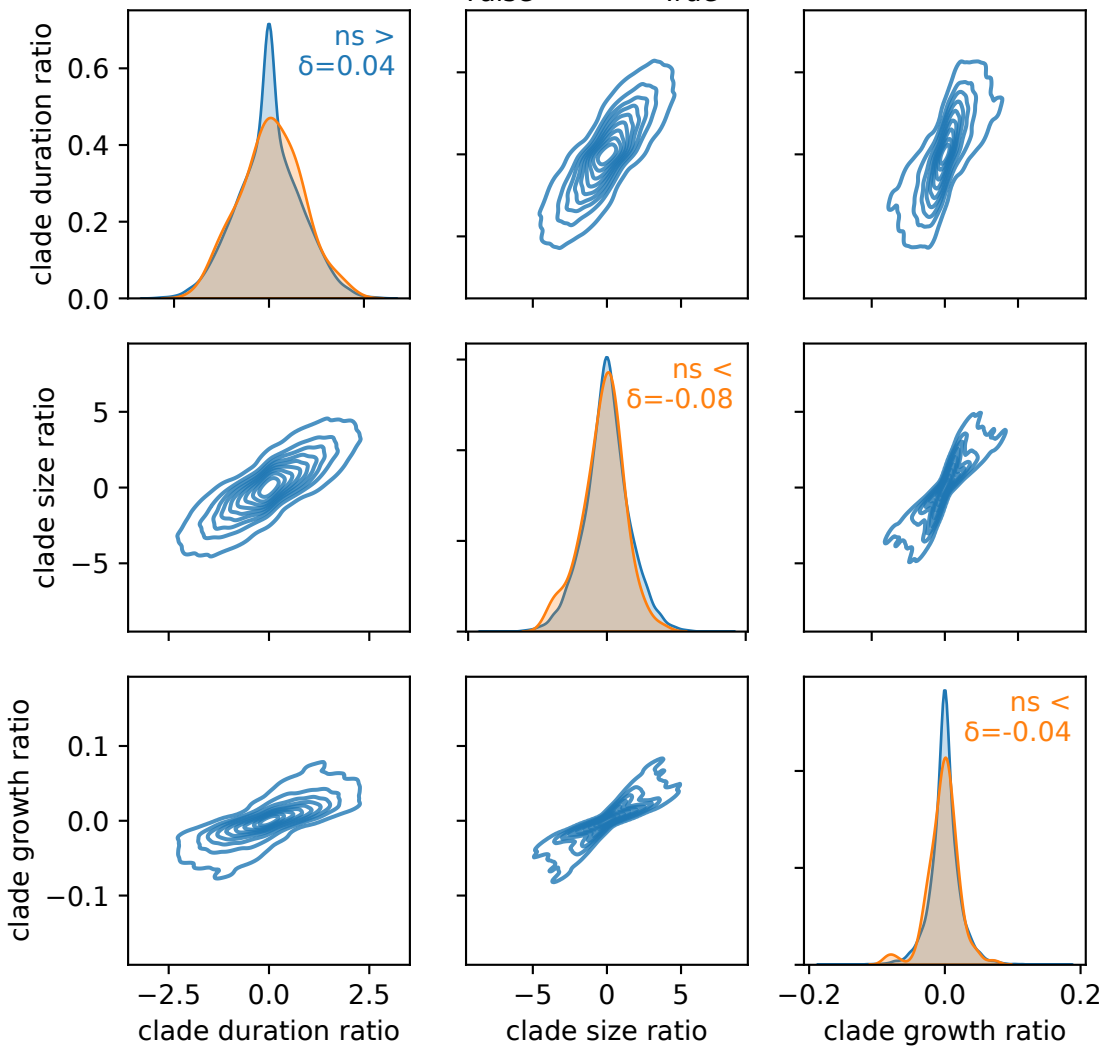 clade duration ratio
0.6
0.4
0.2
0.0
ns >
δ=0.04
clade size ratio
5
0
−5
ns <
δ=-0.08
clade growth ratio
0.1
0.0
−0.1
ns <
δ=-0.04
−2.5 0.0 2.5
clade duration ratio
−5 0 5
clade size ratio
−0.2 0.0 0.2
clade growth ratio